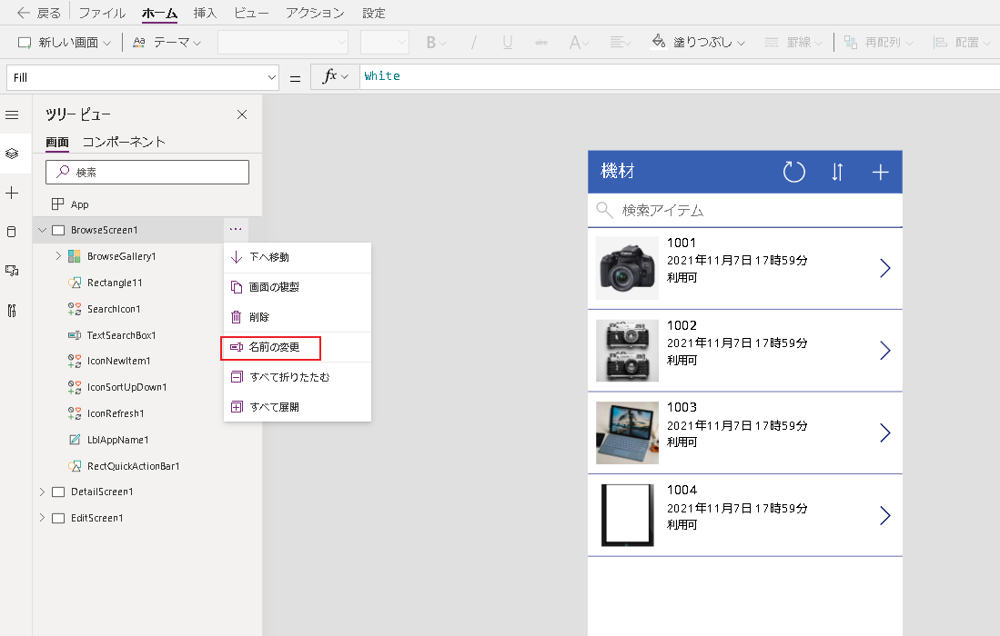 戻る ファイル ホーム 挿入 ビュー アクション 設定
新しい画面 Aa テーマ B / U abc A 塗りつぶし 罫線 再配列 配置
Fill = fx White
ツリー ビュー
画面 コンポーネント
検索
App
BrowseScreen1 ...
BrowseGallery1
Rectangle11
SearchIcon1
TextSearchBox1
IconNewItem1
IconSortUpDown1
IconRefresh1
LblAppName1
RectQuickActionBar1
DetailScreen1
EditScreen1
下へ移動
画面の複製
削除
名前の変更
すべて折りたたむ
すべて展開
機材
検索アイテム
1001
2021年11月7日 17時59分
利用可
1002
2021年11月7日 17時59分
利用可
1003
2021年11月7日 17時59分
利用可
1004
2021年11月7日 17時59分
利用可